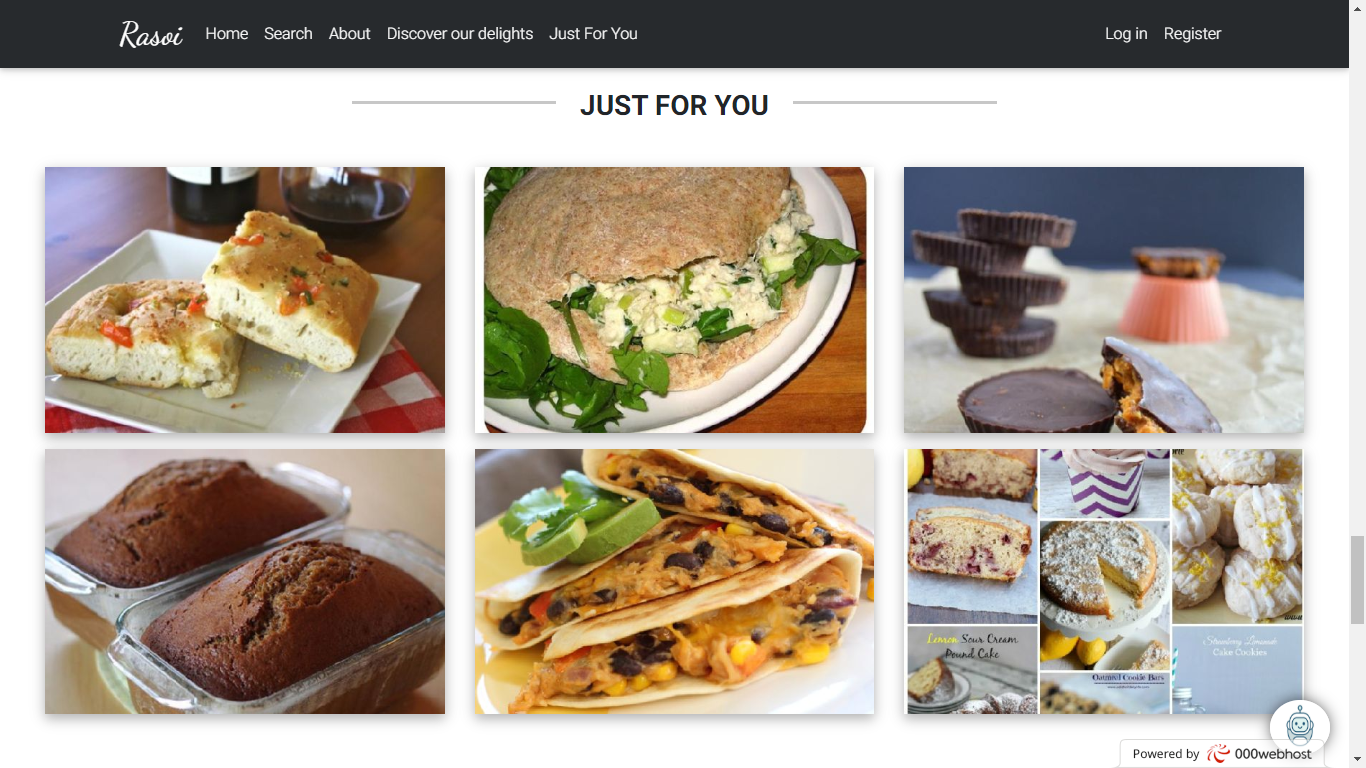 Rasoi Home Search About Discover our delights Just For You Log in Register
JUST FOR YOU
Lemon Sour Cream
Pound Cake
Strawberry Lemonade
Cake Cookies
Oatmeal Cookie Bars
Powered by 000webhost